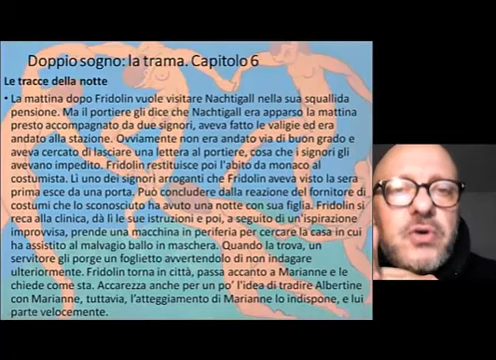 Doppio sogno: la trama. Capitolo 6
Le tracce della notte
• La mattina dopo Fridolin vuole visitare Nachtigall nella sua squallida
pensione. Ma il portiere gli dice che Nachtigall era apparso la mattina
presto accompagnato da due signori, aveva fatto le valigie ed era
andato alla stazione. Ovviamente non era andato via di buon grado e
aveva cercato di lasciare una lettera al portiere, cosa che i signori gli
avevano impedito. Fridolin restituisce poi l'abito da monaco al
costumista. Lì uno dei signori arroganti che Fridolin aveva visto la sera
prima esce da una porta. Può concludere dalla reazione del fornitore di
costumi che lo sconosciuto ha avuto una notte con sua figlia. Fridolin si
reca alla clinica, dà lì le sue istruzioni e poi, a seguito di un'ispirazione
improvvisa, prende una macchina in periferia per cercare la casa in cui
ha assistito al malvagio ballo in maschera. Quando la trova, un
servitore gli porge un foglietto avvertendolo di non indagare
ulteriormente. Fridolin torna in città, passa accanto a Marianne e le
chiede come sta. Accarezza anche per un po' l'idea di tradire Albertine
con Marianne, tuttavia, l'atteggiamento di Marianne lo indispone, e lui
parte velocemente.